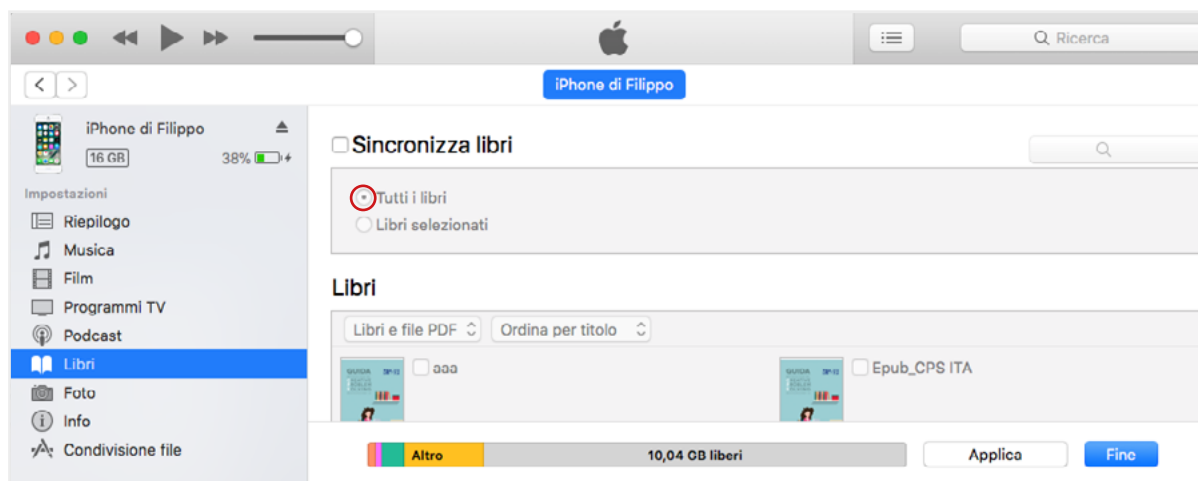 Ricerca
iPhone di Filippo
iPhone di Filippo
16 GB
38%
Impostazioni
Riepilogo
Musica
Film
Programmi TV
Podcast
Libri
Foto
Info
Condivisione file
Sincronizza libri
Tutti i libri
Libri selezionati
Libri
Libri e file PDF
Ordina per titolo
aaa
Epub_CPS ITA
GUIDA
GUIDA
Altro
10,04 GB liberi
Applica
Fine